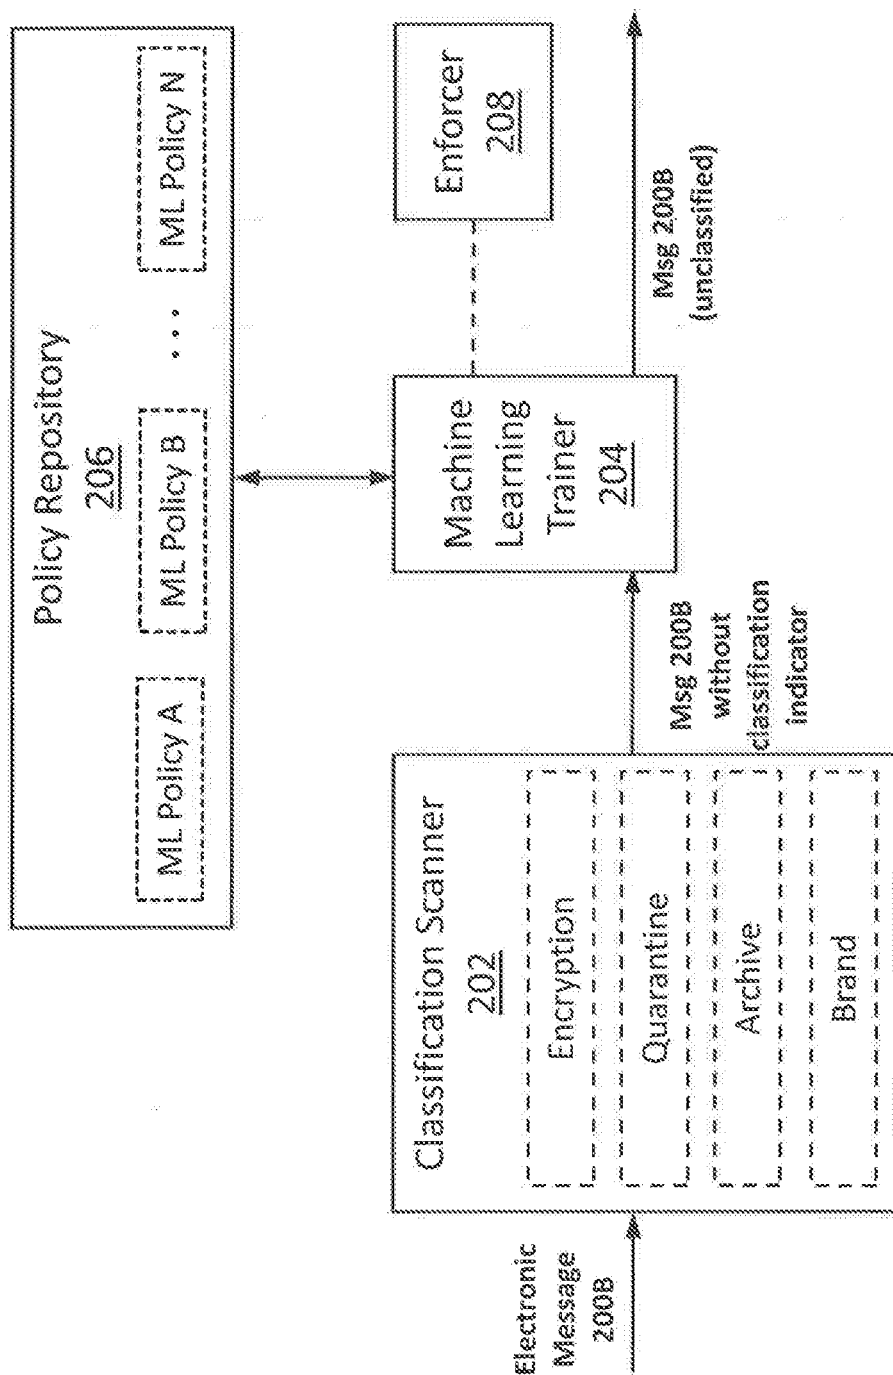 Policy Repository
206
ML Policy A
ML Policy B
...
ML Policy N
Electronic
Message
200B
Classification Scanner
202
Encryption
Quarantine
Archive
Brand
Msg 200B
without
classification
indicator
Machine
Learning
Trainer
204
Enforcer
208
Msg 200B
(unclassified)